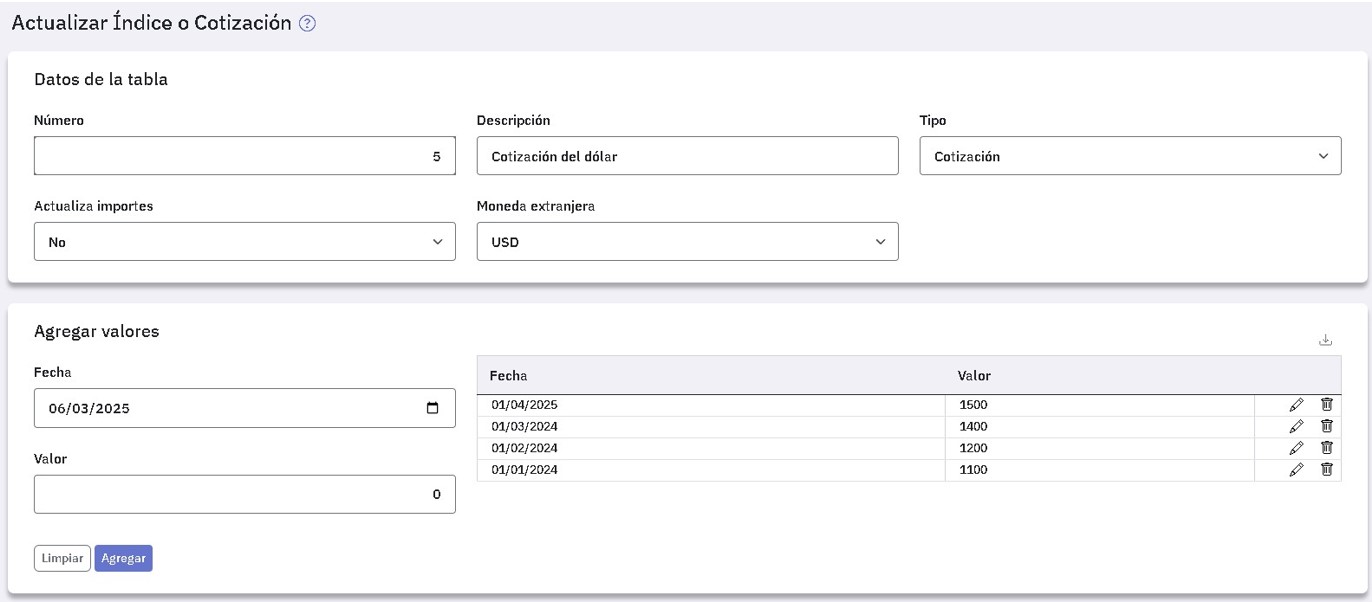 Actualizar Índice o Cotización ?
Datos de la tabla
Número
Descripción
Tipo
5
Cotización del dólar
Cotización
Actualiza importes
Moneda extranjera
No
USD
Agregar valores
Fecha
06/03/2025
Valor
0
Limpiar Agregar
Fecha Valor
01/04/2025 1500
01/03/2024 1400
01/02/2024 1200
01/01/2024 1100